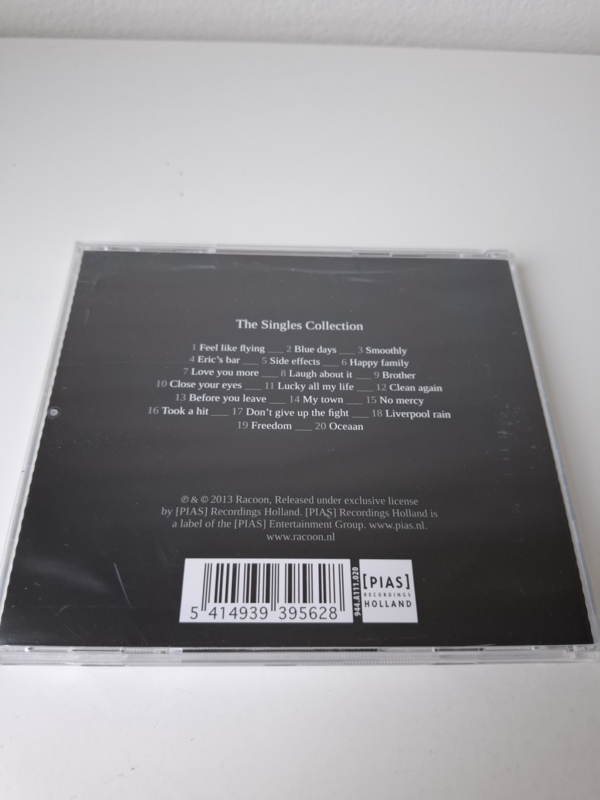 The Singles Collection
1 Feel like flying ___ 2 Blue days ___ 3 Smoothly
4 Eric's bar ___ 5 Side effects ___ 6 Happy family
7 Love you more ___ 8 Laugh about it ___ 9 Brother
10 Close your eyes ___ 11 Lucky all my life ___ 12 Clean again
13 Before you leave ___ 14 My town ___ 15 No mercy
16 Took a hit ___ 17 Don't give up the fight ___ 18 Liverpool rain
19 Freedom ___ 20 Oceaan
℗ & © 2013 Racoon, Released under exclusive license
by [PIAS] Recordings Holland. [PIAS] Recordings Holland is
a label of the [PIAS] Entertainment Group. www.pias.nl.
www.racoon.nl
5 414939 395628
944.A111.020
[PIAS]
RECORDINGS
HOLLAND